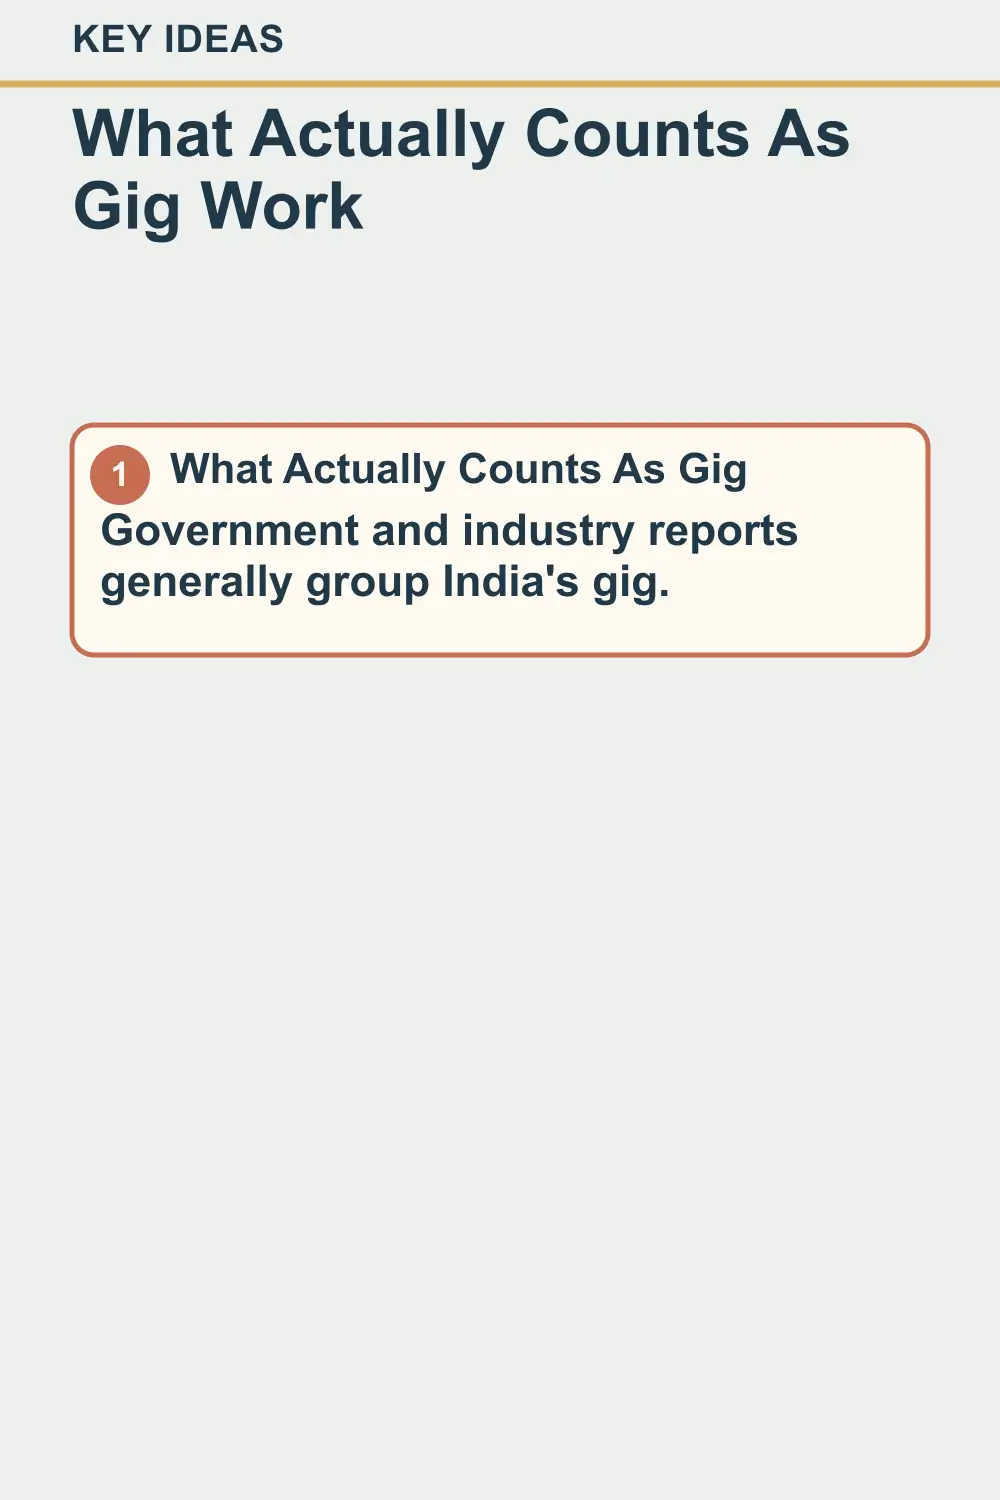 KEY IDEAS
What Actually Counts As
Gig Work
1 What Actually Counts As Gig
Government and industry reports
generally group India's gig.